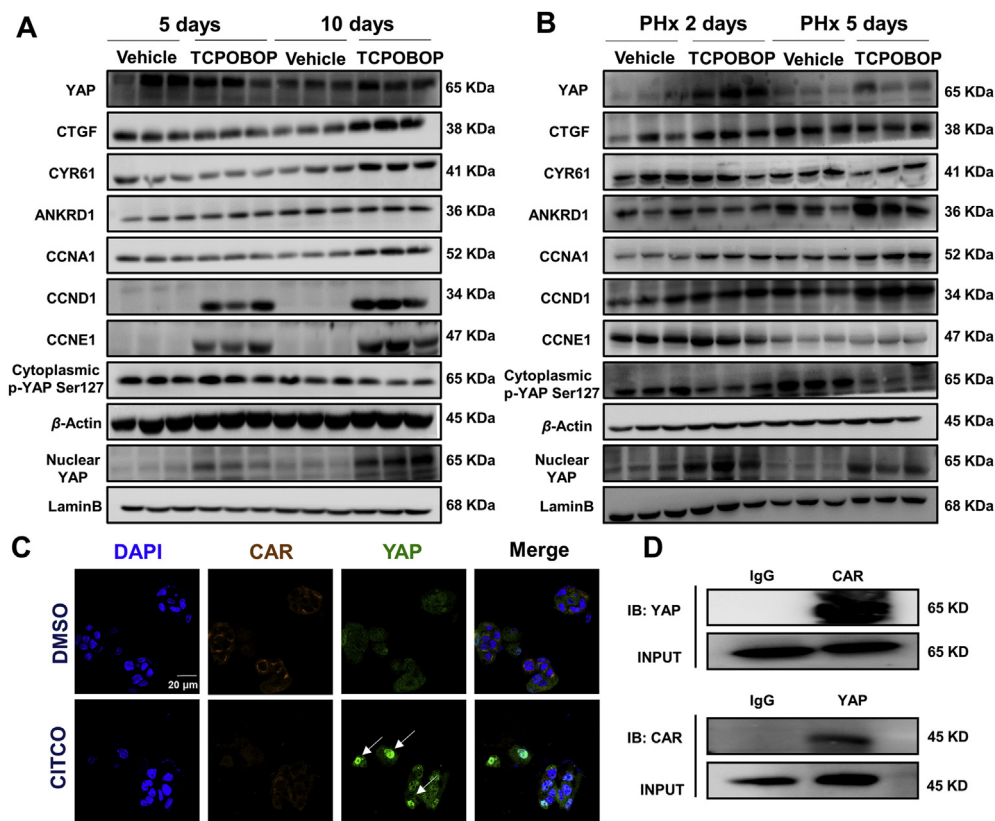 A
5 days 10 days
Vehicle TCPOBOP Vehicle TCPOBOP
YAP 65 KDa
CTGF 38 KDa
CYR61 41 KDa
ANKRD1 36 KDa
CCNA1 52 KDa
CCND1 34 KDa
CCNE1 47 KDa
Cytoplasmic
p-YAP Ser127 65 KDa
β-Actin 45 KDa
Nuclear
YAP 65 KDa
LaminB 68 KDa
B
PHx 2 days PHx 5 days
Vehicle TCPOBOP Vehicle TCPOBOP
YAP 65 KDa
CTGF 38 KDa
CYR61 41 KDa
ANKRD1 36 KDa
CCNA1 52 KDa
CCND1 34 KDa
CCNE1 47 KDa
Cytoplasmic
p-YAP Ser127 65 KDa
β-Actin 45 KDa
Nuclear
YAP 65 KDa
LaminB 68 KDa
C
DAPI CAR YAP Merge
DMSO
20 μm
CITCO
D
IgG CAR
IB: YAP 65 KD
INPUT 65 KD
IgG YAP
IB: CAR 45 KD
INPUT 45 KD